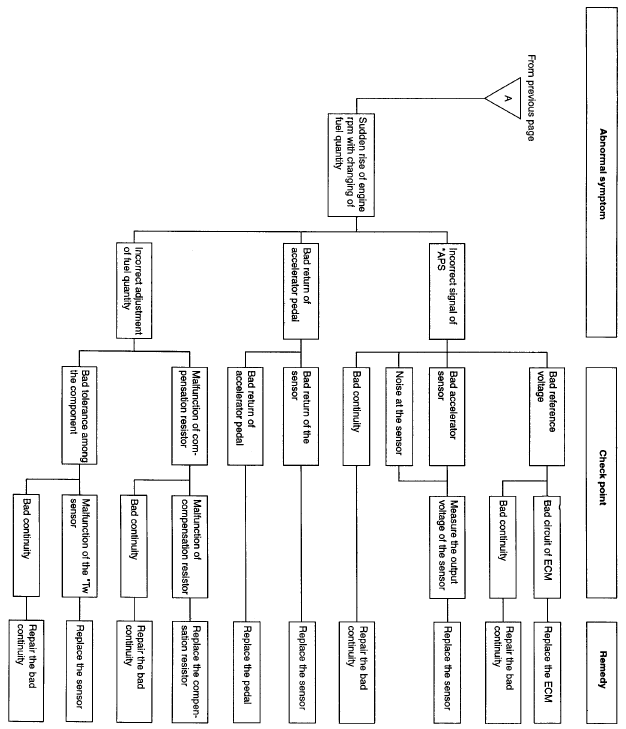 Abnormal symptom
Check point
Remedy
From previous page
A
Sudden rise of engine
rpm with changing of
fuel quantity
Incorrect signal of
*APS
Bad reference
voltage
Bad circuit of ECM
Replace the ECM
Bad continuity
Repair the bad
continuity
Bad accelerator
sensor
Measure the output
voltage of the sensor
Replace the sensor
Noise at the sensor
Bad continuity
Repair the bad
continuity
Bad return of
accelerator pedal
Bad return of the
sensor
Replace the sensor
Bad return of
accelerator pedal
Replace the pedal
Incorrect adjustment
of fuel quantity
Malfunction of com-
pensation resistor
Malfunction of
compensation resistor
Replace the compen-
sation resistor
Bad continuity
Repair the bad
continuity
Bad tolerance among
the component
Malfunction of the *Tw
sensor
Replace the sensor
Bad continuity
Repair the bad
continuity